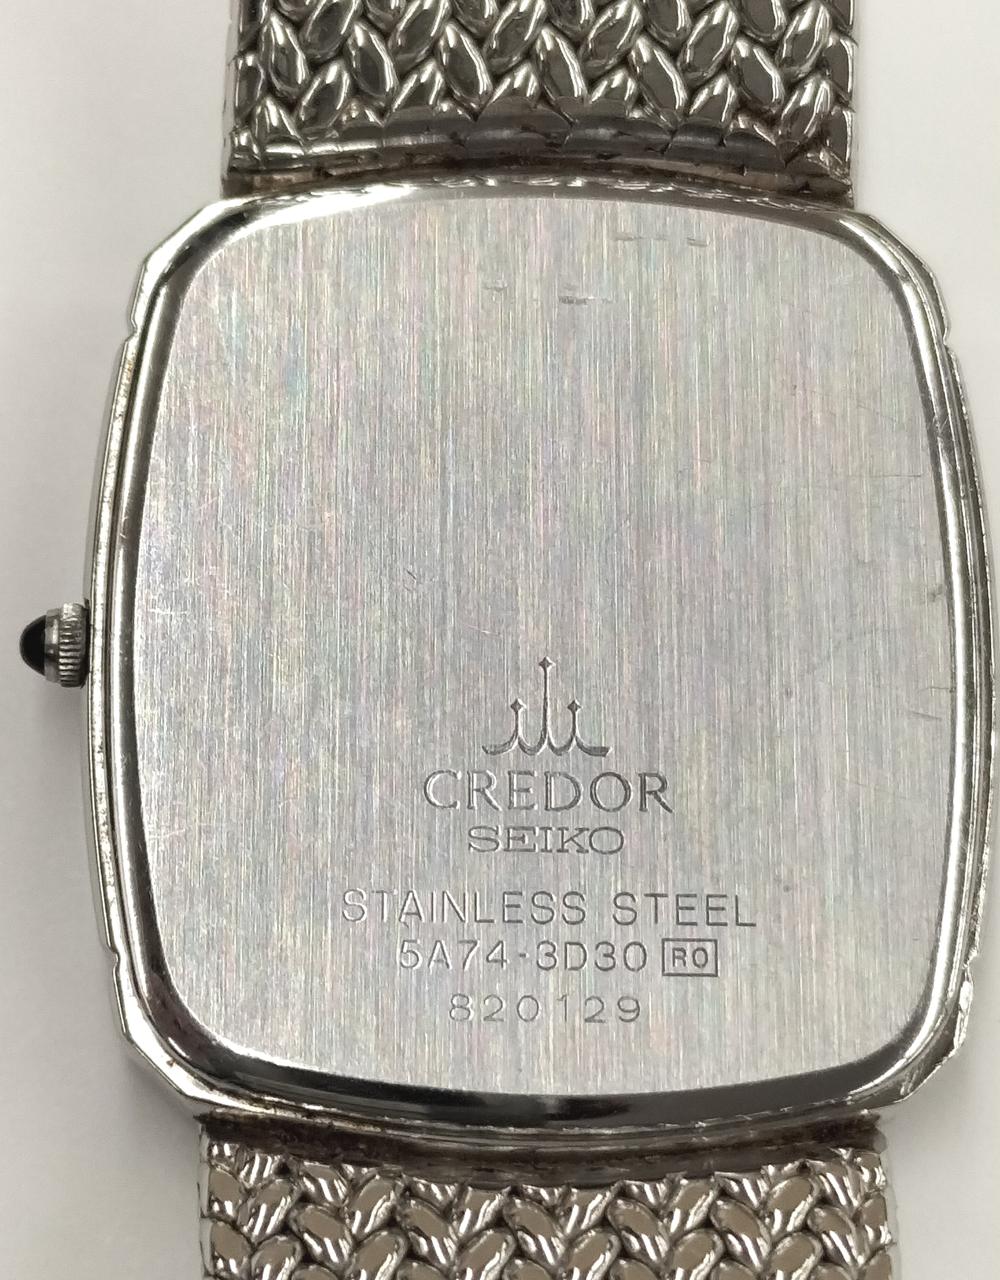 CREDOR
SEIKO
STAINLESS STEEL
5A74-3D30 RO
820129